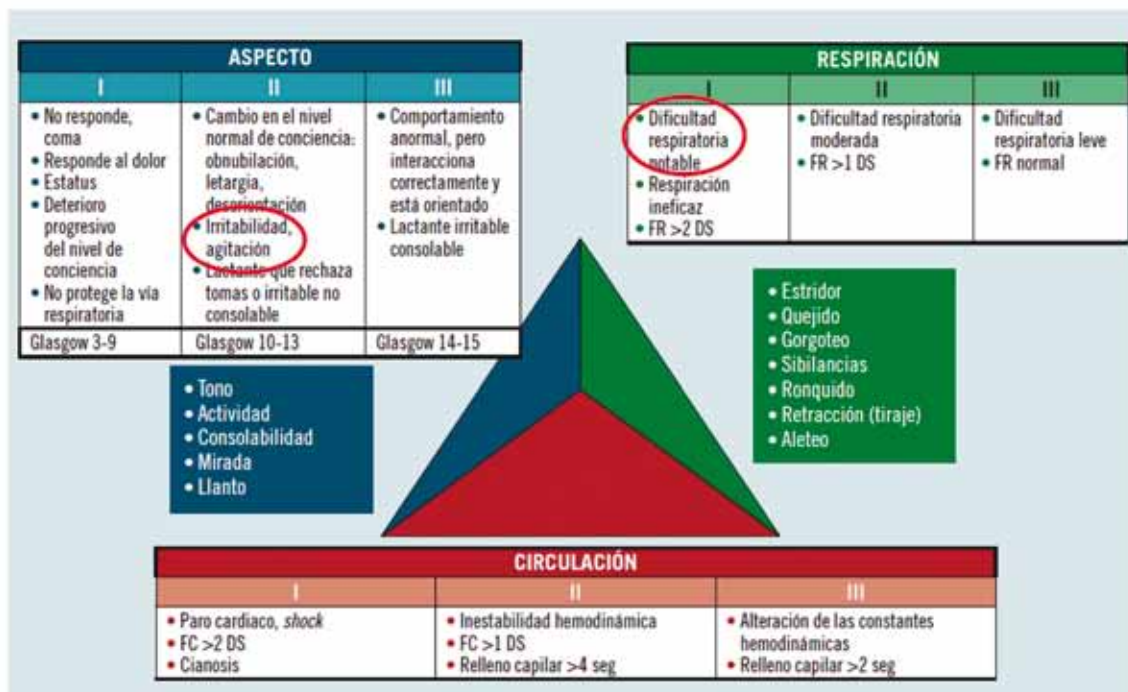 ASPECTO
I
II
III
• No responde,
coma
• Responde al dolor
• Estatus
• Deterioro
progresivo
del nivel de
conciencia
• No protege la vía
respiratoria
• Cambio en el nivel
normal de conciencia:
obnubilación,
letargia,
desorientación
• Irritabilidad,
agitación
• Lactante que rechaza
tomas o irritable no
consolable
• Comportamiento
anormal, pero
interacciona
correctamente y
está orientado
• Lactante irritable
consolable
Glasgow 3-9
Glasgow 10-13
Glasgow 14-15
RESPIRACIÓN
I
II
III
• Dificultad
respiratoria
notable
• Respiración
ineficaz
• FR >2 DS
• Dificultad respiratoria
moderada
• FR >1 DS
• Dificultad
respiratoria leve
• FR normal
• Tono
• Actividad
• Consolabilidad
• Mirada
• Llanto
• Estridor
• Quejido
• Gorgoteo
• Sibilancias
• Ronquido
• Retracción (tiraje)
• Aleteo
CIRCULACIÓN
I
II
III
• Paro cardiaco, shock
• FC >2 DS
• Cianosis
• Inestabilidad hemodinámica
• FC >1 DS
• Relleno capilar >4 seg
• Alteración de las constantes
hemodinámicas
• Relleno capilar >2 seg